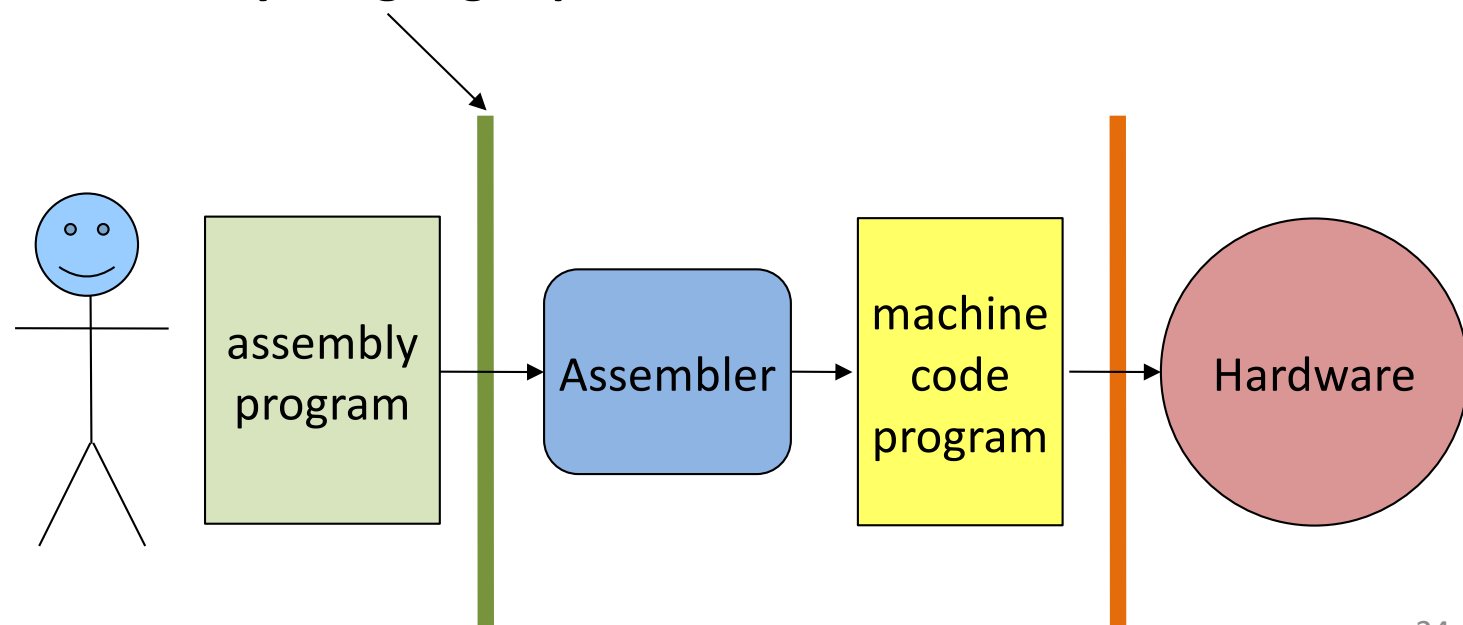 assembly
program
Assembler
machine
code
program
Hardware